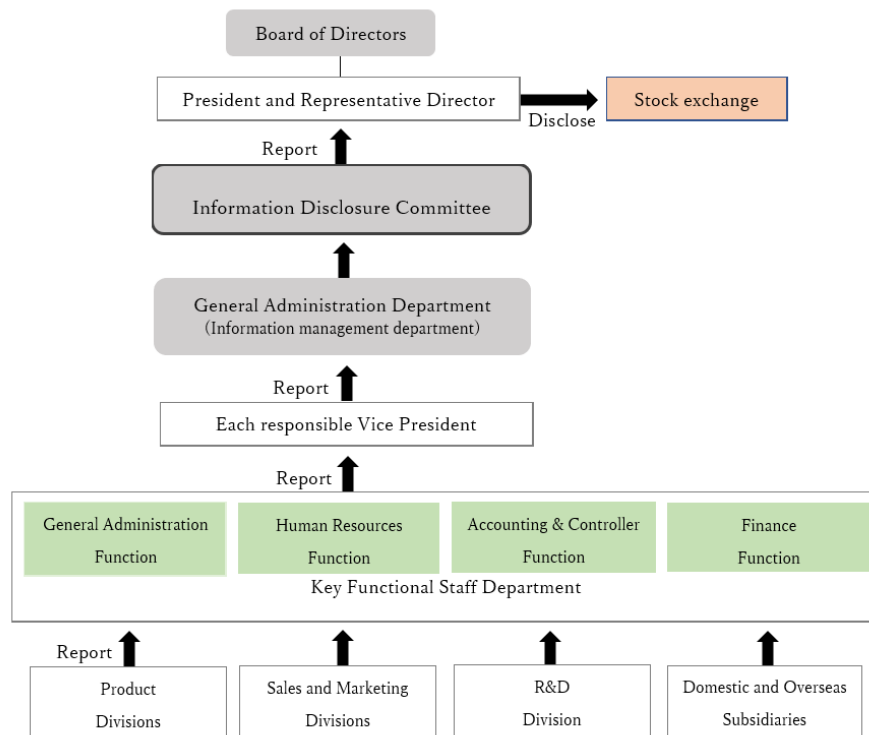 Board of Directors
President and Representative Director
Stock exchange
Disclose
Report
Information Disclosure Committee
General Administration Department
(Information management department)
Report
Each responsible Vice President
Report
General Administration
Function
Human Resources
Function
Accounting & Controller
Function
Finance
Function
Key Functional Staff Department
Report
Product
Divisions
Sales and Marketing
Divisions
R&D
Division
Domestic and Overseas
Subsidiaries